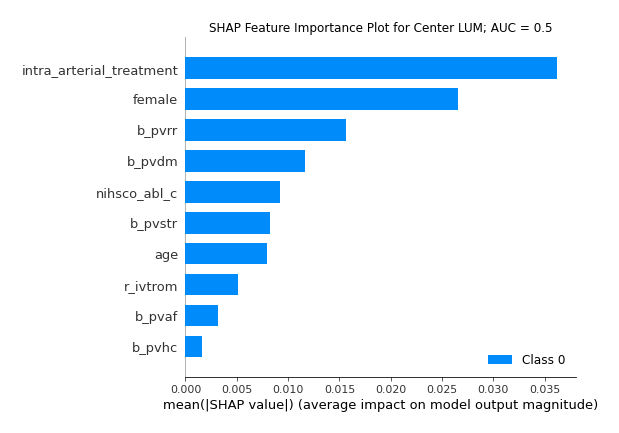 SHAP Feature Importance Plot for Center LUM; AUC = 0.5
intra_arterial_treatment
female
b_pvrr
b_pvdm
nihsco_abl_c
b_pvstr
age
r_ivtrom
b_pvaf
b_pvhc
Class 0
0.000 0.005 0.010 0.015 0.020 0.025 0.030 0.035
mean(|SHAP value|) (average impact on model output magnitude)